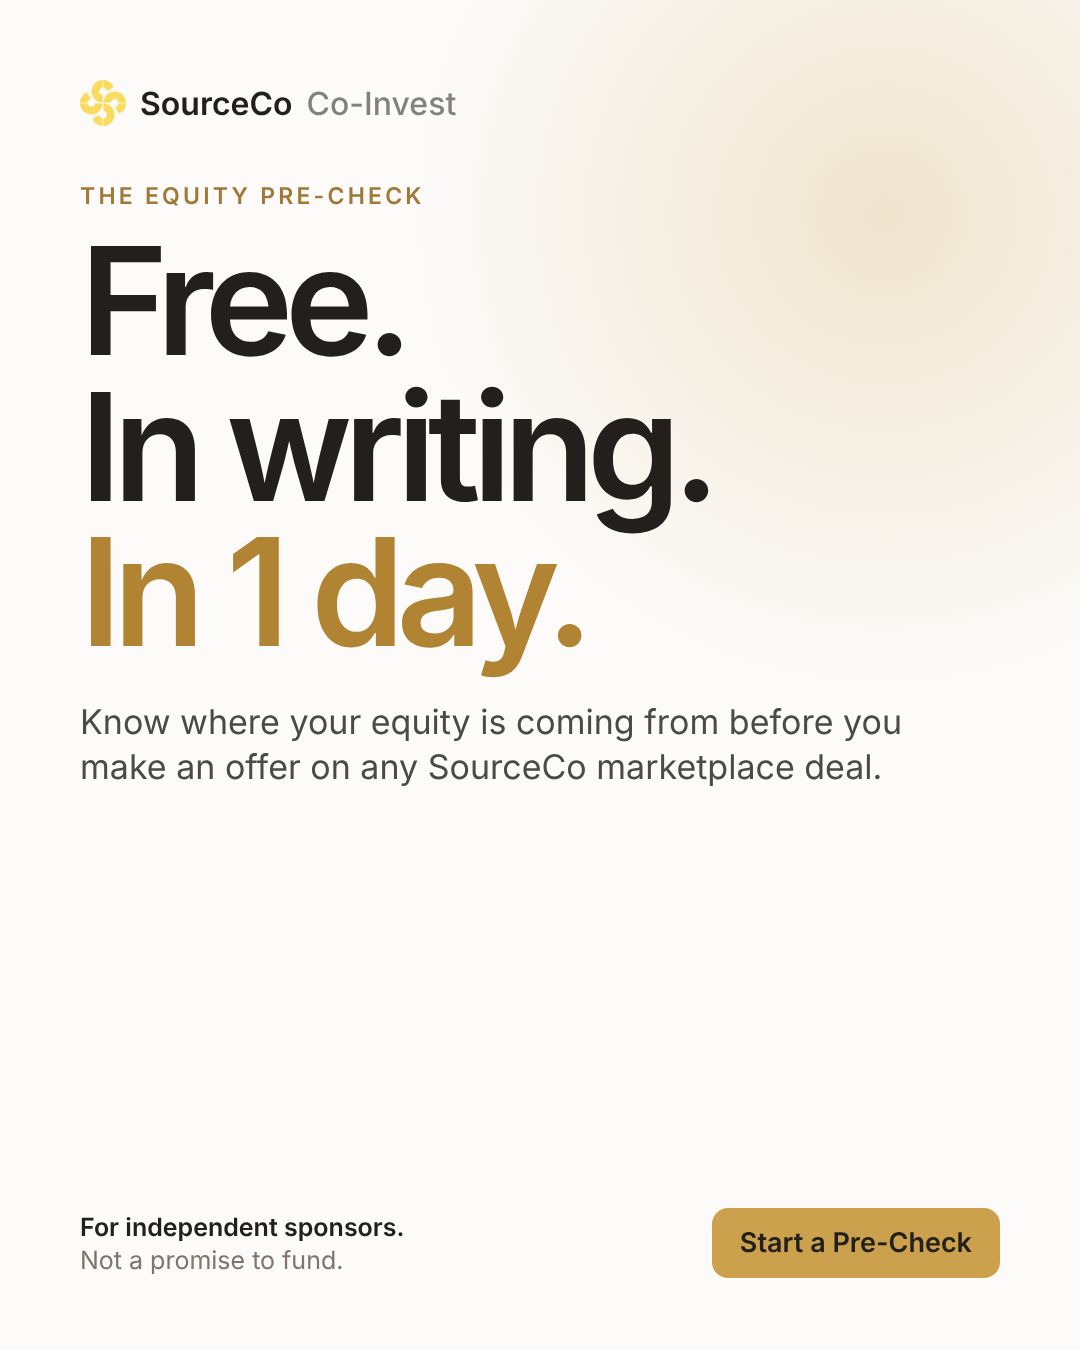 SourceCo Co-Invest
THE EQUITY PRE-CHECK
Free.
In writing.
In 1 day.
Know where your equity is coming from before you
make an offer on any SourceCo marketplace deal.
For independent sponsors.
Not a promise to fund.
Start a Pre-Check